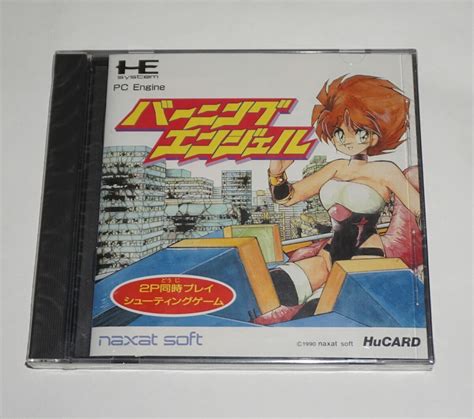 HE
system
PC Engine
バーニング
エンジェル
どうじ
2P同時プレイ
シューティングゲーム
naxat soft
©1990 naxat soft
HuCARD